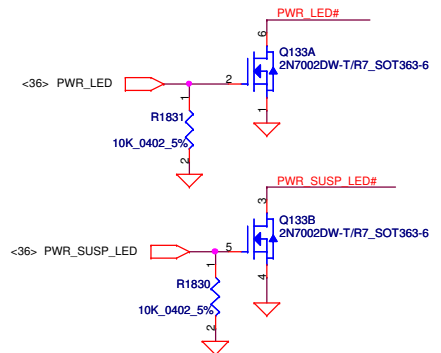 PWR_LED#
6
Q133A
2N7002DW-T/R7_SOT363-6
<36> PWR_LED
2
1
1
R1831
10K_0402_5%
2
PWR_SUSP_LED#
3
Q133B
2N7002DW-T/R7_SOT363-6
<36> PWR_SUSP_LED
5
1
4
R1830
10K_0402_5%
2